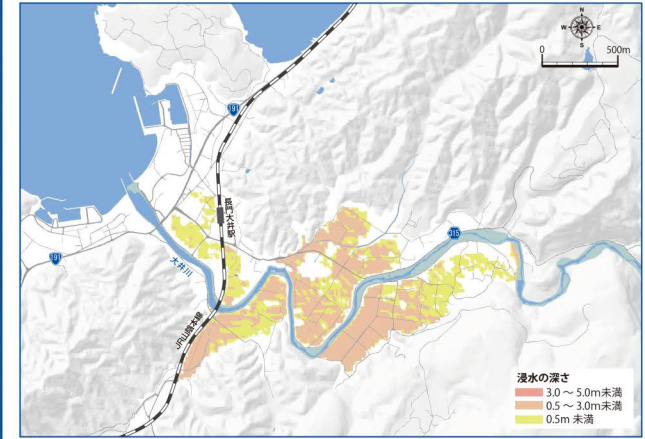 N
W
E
S
0 500m
191
長門大井駅
316
191
大井川
JR山陰本線
浸水の深さ
3.0～5.0m未満
0.5～3.0m未満
0.5m 未満